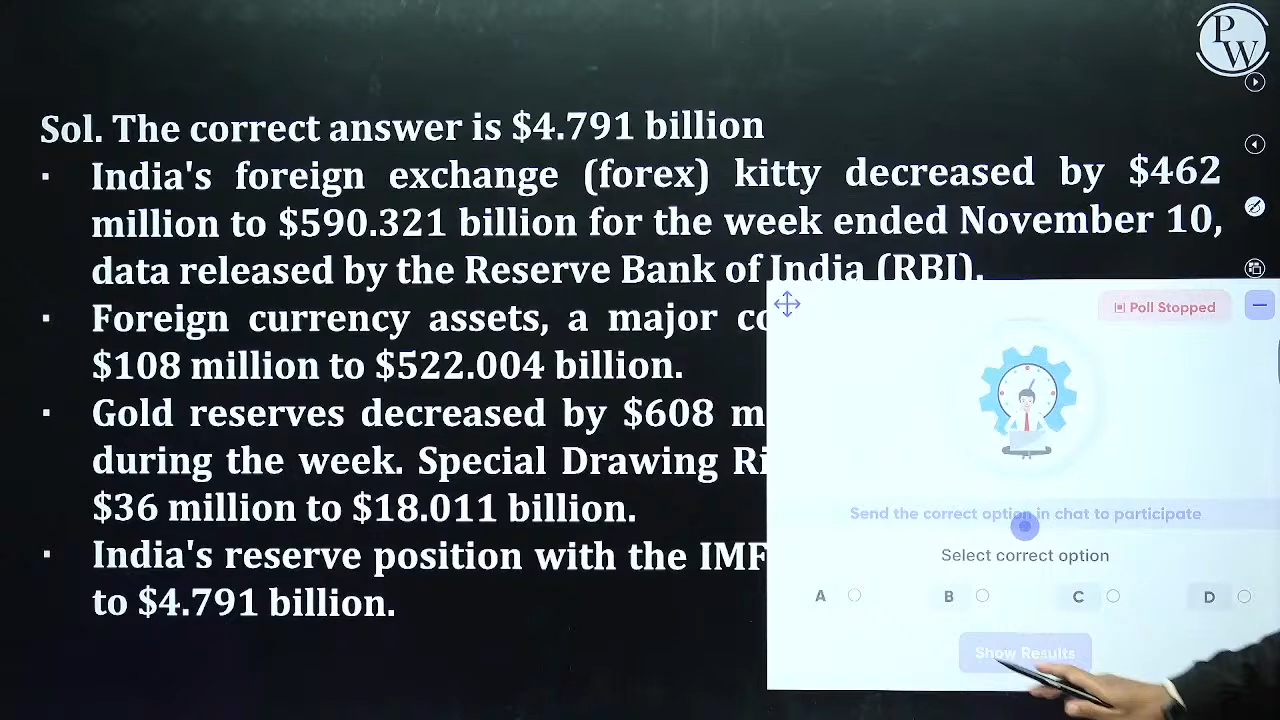 PW
Sol. The correct answer is $4.791 billion
· India's foreign exchange (forex) kitty decreased by $462
million to $590.321 billion for the week ended November 10,
data released by the Reserve Bank of India (RBI).
· Foreign currency assets, a major
$108 million to $522.004 billion.
· Gold reserves decreased by $608
during the week. Special Drawing
$36 million to $18.011 billion.
· India's reserve position with the IMF
to $4.791 billion.
Poll Stopped
Send the correct option in chat to participate
Select correct option
A B C D
Show Results